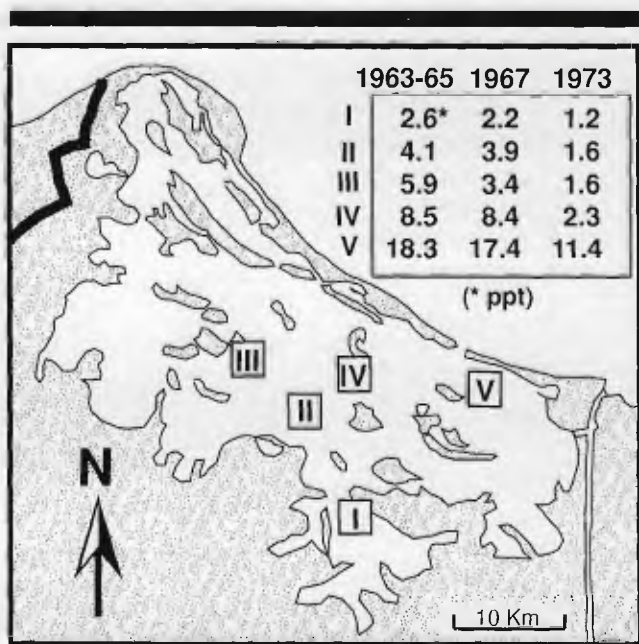 1963-65 1967 1973
I 2.6* 2.2 1.2
II 4.1 3.9 1.6
III 5.9 3.4 1.6
IV 8.5 8.4 2.3
V 18.3 17.4 11.4
(* ppt)
III
IV
V
II
N
I
10 Km